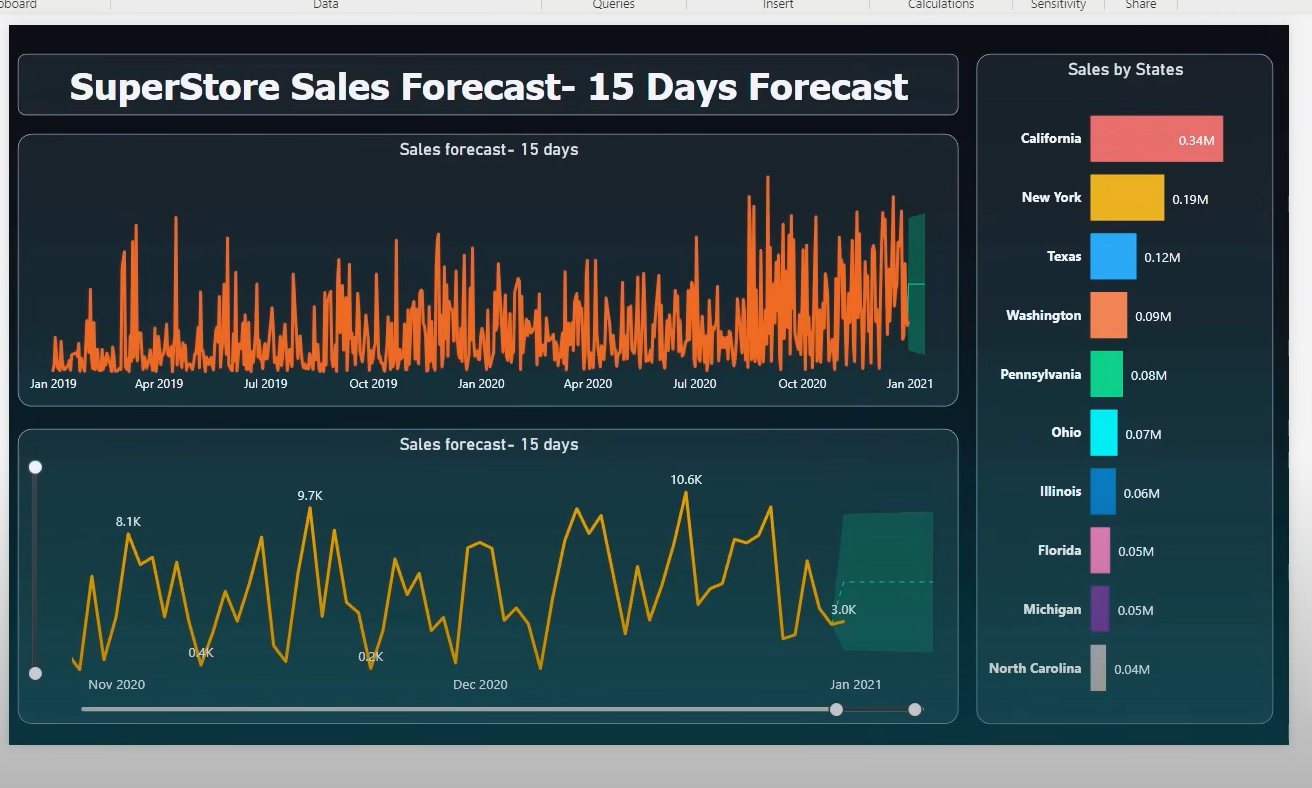 pboard Data Queries Insert Calculations Sensitivity Share
SuperStore Sales Forecast- 15 Days Forecast
Sales forecast- 15 days
Jan 2019 Apr 2019 Jul 2019 Oct 2019 Jan 2020 Apr 2020 Jul 2020 Oct 2020 Jan 2021
Sales forecast- 15 days
10.6K
9.7K
8.1K
3.0K
0.4K 0.2K
Nov 2020 Dec 2020 Jan 2021
Sales by States
California 0.34M
New York 0.19M
Texas 0.12M
Washington 0.09M
Pennsylvania 0.08M
Ohio 0.07M
Illinois 0.06M
Florida 0.05M
Michigan 0.05M
North Carolina 0.04M